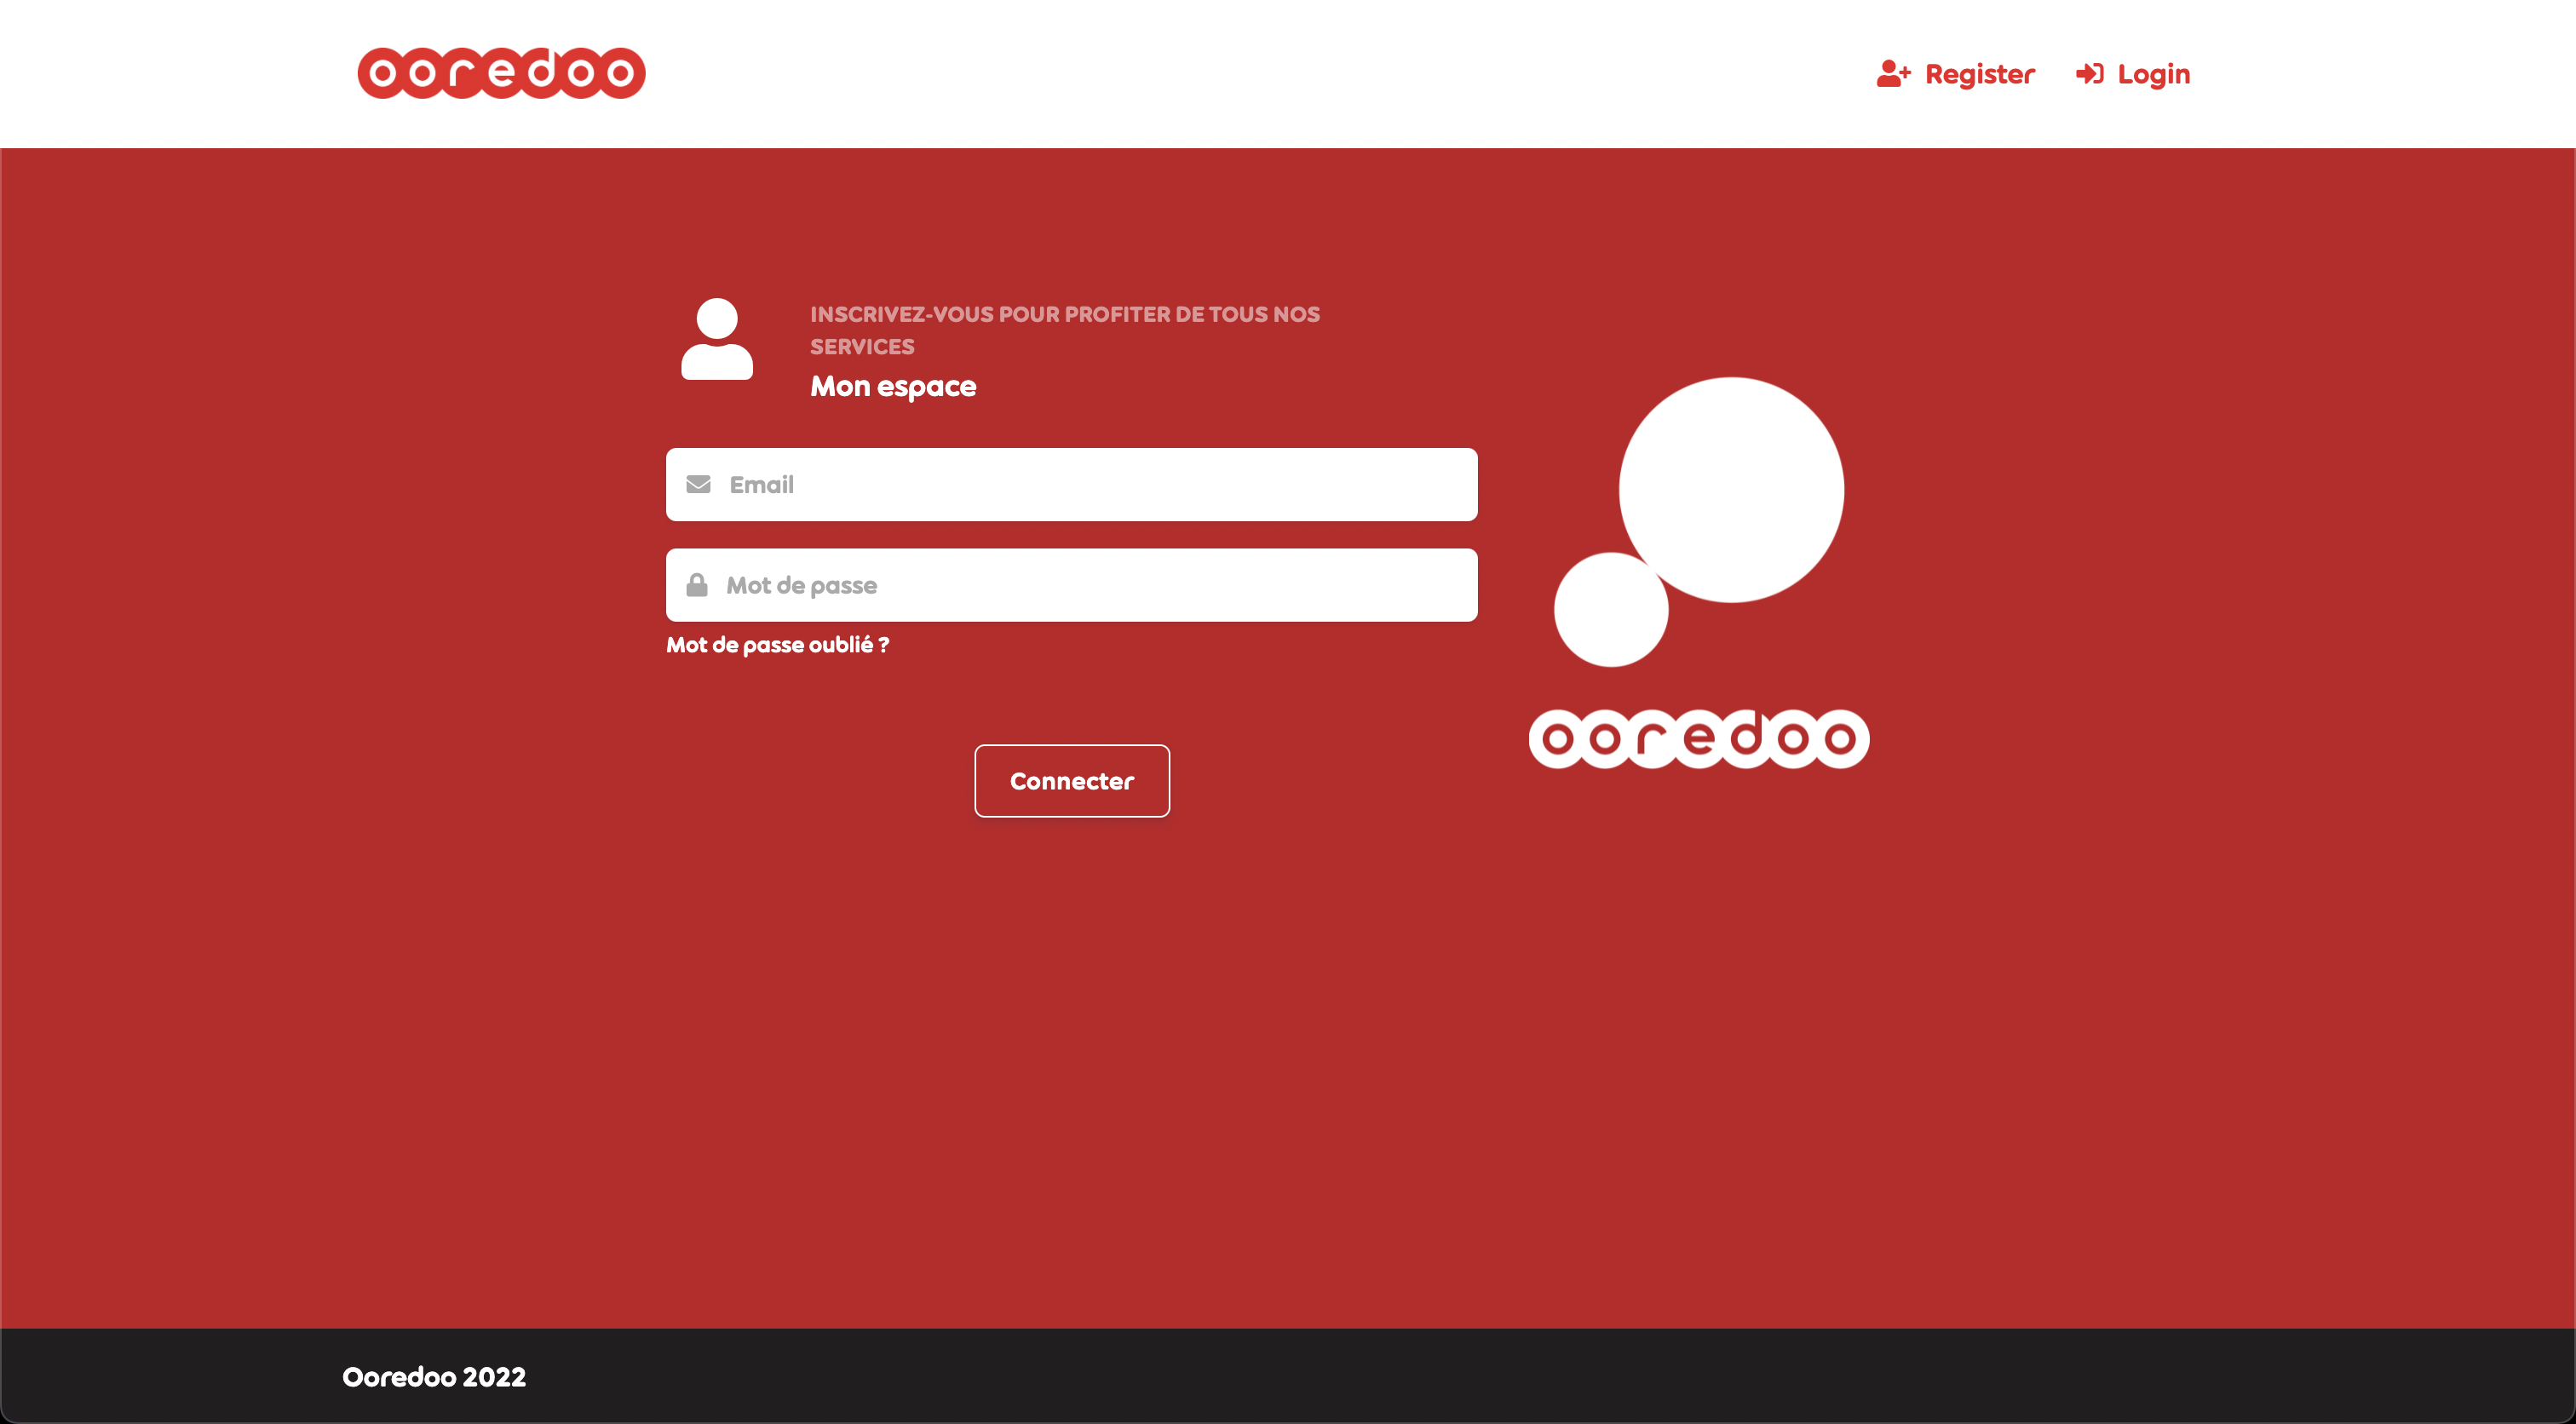 ooredoo
Register
Login
INSCRIVEZ-VOUS POUR PROFITER DE TOUS NOS
SERVICES
Mon espace
Email
Mot de passe
Mot de passe oublié ?
Connecter
ooredoo
Ooredoo 2022